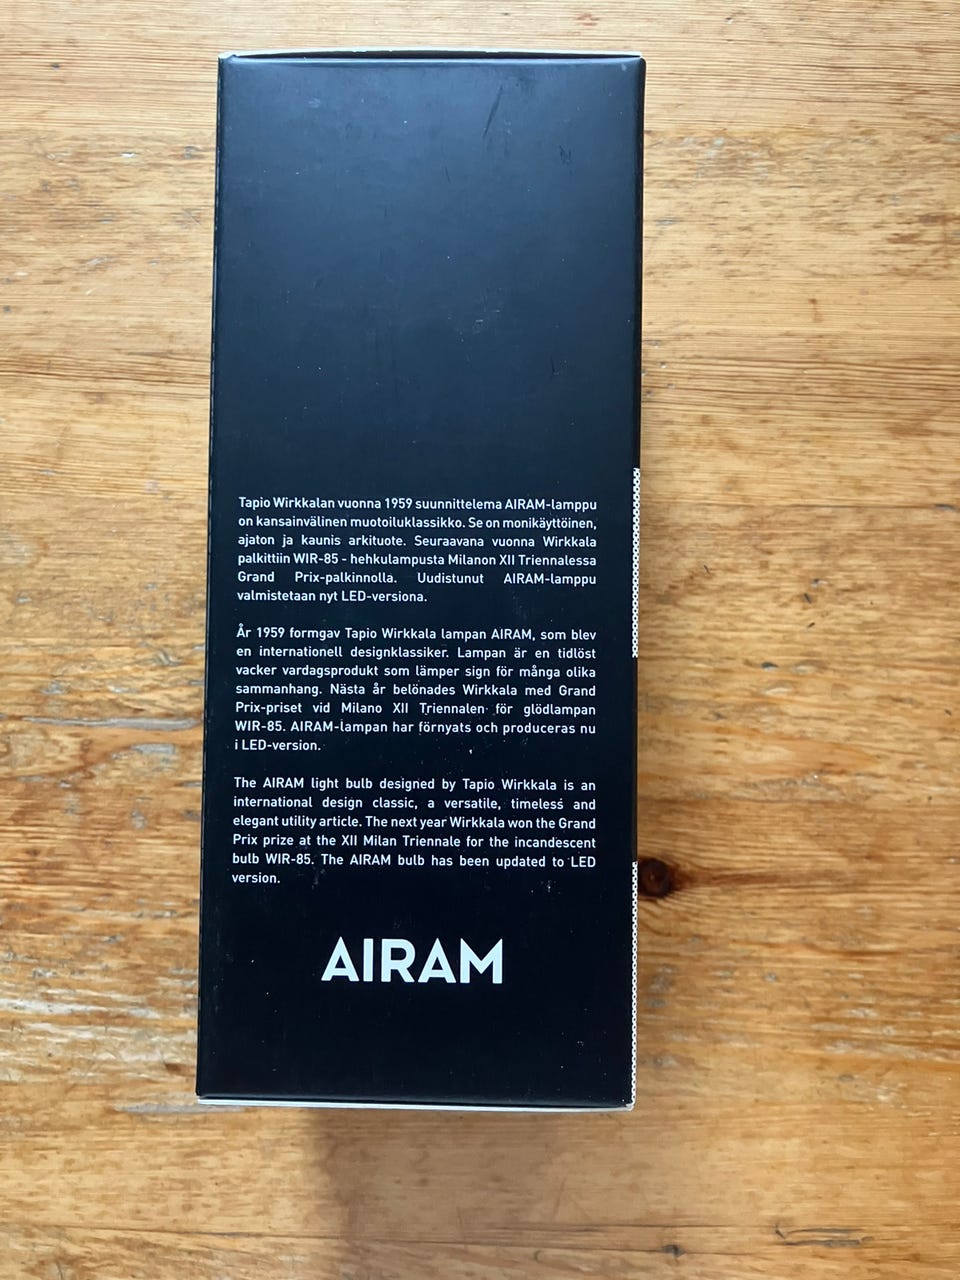 Tapio Wirkkalan vuonna 1959 suunnittelema AIRAM-lamppu
on kansainvälinen muotoiluklassikko. Se on monikäyttöinen,
ajaton ja kaunis arkituote. Seuraavana vuonna Wirkkala
palkittiin WIR-85 - hehkulampusta Milanon XII Triennalessa
Grand Prix-palkinnolla. Uudistunut AIRAM-lamppu
valmistetaan nyt LED-versiona.
År 1959 formgav Tapio Wirkkala lampan AIRAM, som blev
en internationell designklassiker. Lampan är en tidlöst
vacker vardagsprodukt som lämper sign för många olika
sammanhang. Nästa år belönades Wirkkala med Grand
Prix-priset vid Milano XII Triennalen för glödlampan
WIR-85. AIRAM-lampan har förnyats och produceras nu
i LED-version.
The AIRAM light bulb designed by Tapio Wirkkala is an
international design classic, a versatile, timeless and
elegant utility article. The next year Wirkkala won the Grand
Prix prize at the XII Milan Triennale for the incandescent
bulb WIR-85. The AIRAM bulb has been updated to LED
version.
AIRAM